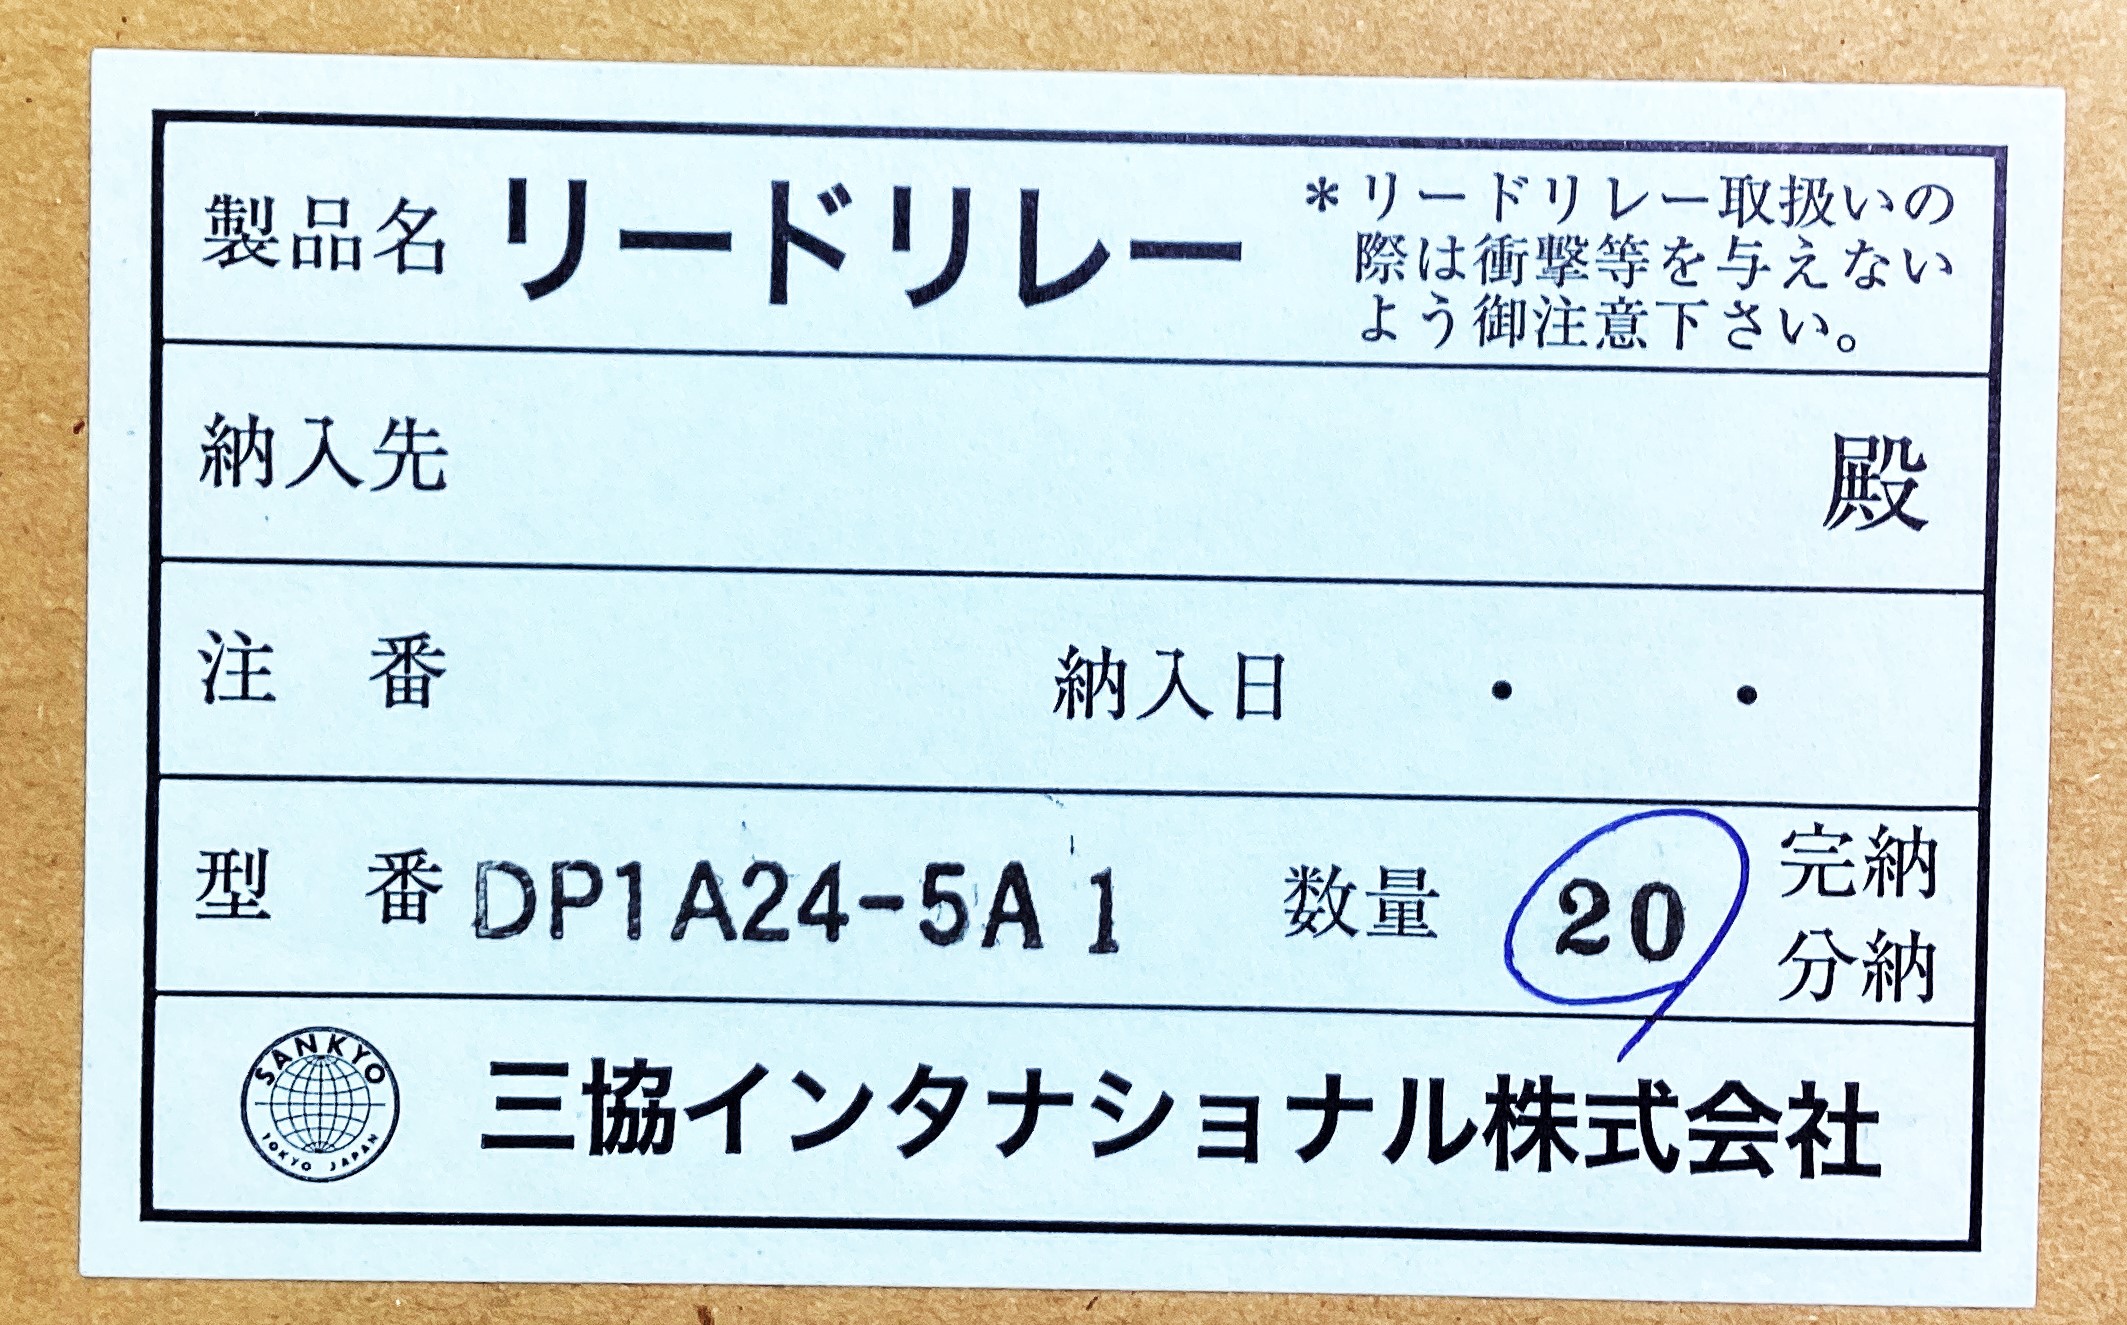 製品名 リードリレー
*リードリレー取扱いの
際は衝撃等を与えない
よう御注意下さい。
納入先 殿
注 番 納入日 ・ ・
型 番 DP1A24-5A1 数量 20
完納
分納
SANKYO
TOKYO JAPAN
三協インタナショナル株式会社